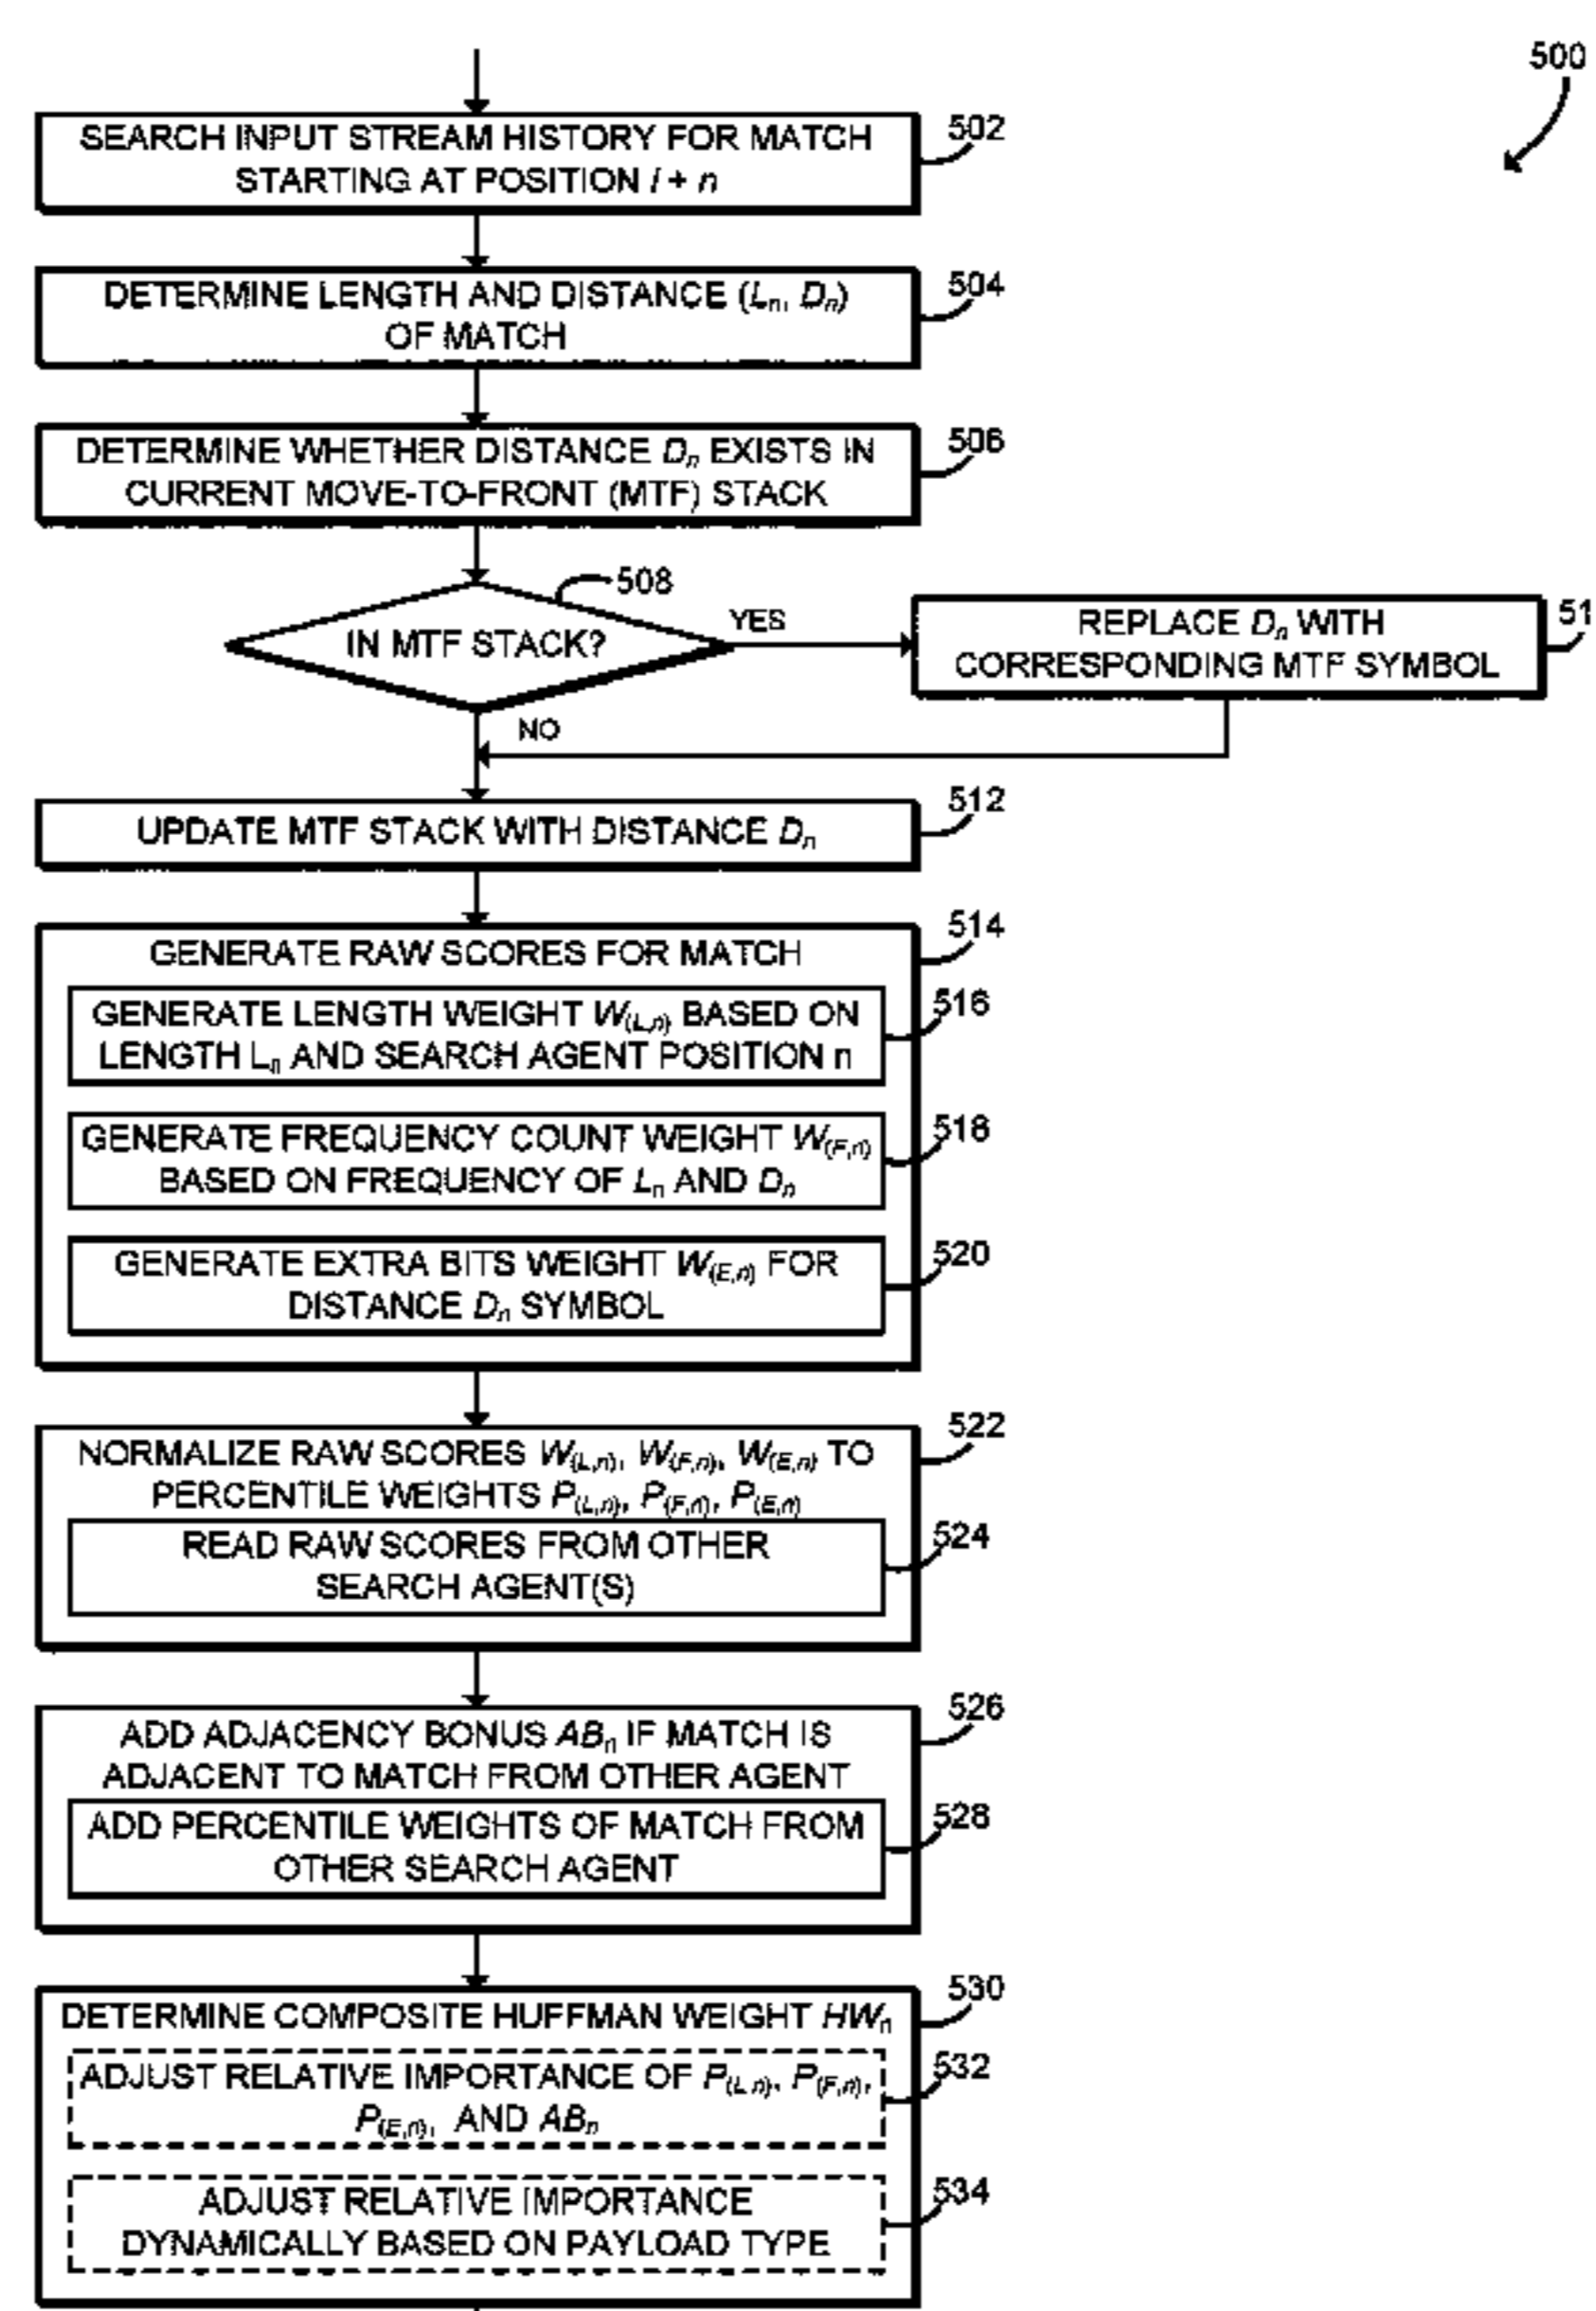 500
SEARCH INPUT STREAM HISTORY FOR MATCH
STARTING AT POSITION I + n
502
DETERMINE LENGTH AND DISTANCE (Ln, Dn)
OF MATCH
504
DETERMINE WHETHER DISTANCE Dn EXISTS IN
CURRENT MOVE-TO-FRONT (MTF) STACK
506
508
IN MTF STACK?
YES
REPLACE Dn WITH
CORRESPONDING MTF SYMBOL
51
NO
UPDATE MTF STACK WITH DISTANCE Dn
512
GENERATE RAW SCORES FOR MATCH
514
GENERATE LENGTH WEIGHT W(L,n) BASED ON
LENGTH Ln AND SEARCH AGENT POSITION n
516
GENERATE FREQUENCY COUNT WEIGHT W(F,n)
BASED ON FREQUENCY OF Ln AND Dn
518
GENERATE EXTRA BITS WEIGHT W(E,n) FOR
DISTANCE Dn SYMBOL
520
NORMALIZE RAW SCORES W(L,n), W(F,n), W(E,n) TO
PERCENTILE WEIGHTS P(L,n), P(F,n), P(E,n)
522
READ RAW SCORES FROM OTHER
SEARCH AGENT(S)
524
ADD ADJACENCY BONUS ABn IF MATCH IS
ADJACENT TO MATCH FROM OTHER AGENT
526
ADD PERCENTILE WEIGHTS OF MATCH FROM
OTHER SEARCH AGENT
528
DETERMINE COMPOSITE HUFFMAN WEIGHT HWn
530
ADJUST RELATIVE IMPORTANCE OF P(L,n), P(F,n),
P(E,n), AND ABn
532
ADJUST RELATIVE IMPORTANCE
DYNAMICALLY BASED ON PAYLOAD TYPE
534